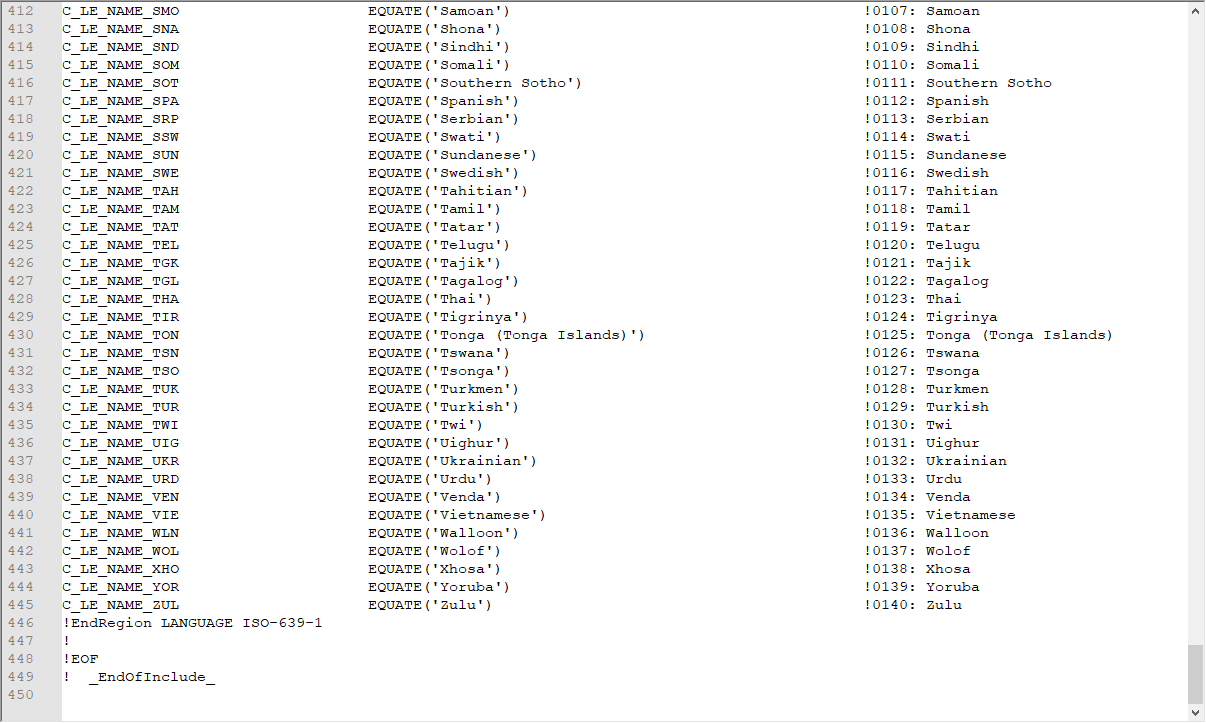 412 C_LE_NAME_SMO EQUATE('Samoan') !0107: Samoan
413 C_LE_NAME_SNA EQUATE('Shona') !0108: Shona
414 C_LE_NAME_SND EQUATE('Sindhi') !0109: Sindhi
415 C_LE_NAME_SOM EQUATE('Somali') !0110: Somali
416 C_LE_NAME_SOT EQUATE('Southern Sotho') !0111: Southern Sotho
417 C_LE_NAME_SPA EQUATE('Spanish') !0112: Spanish
418 C_LE_NAME_SRP EQUATE('Serbian') !0113: Serbian
419 C_LE_NAME_SSW EQUATE('Swati') !0114: Swati
420 C_LE_NAME_SUN EQUATE('Sundanese') !0115: Sundanese
421 C_LE_NAME_SWE EQUATE('Swedish') !0116: Swedish
422 C_LE_NAME_TAH EQUATE('Tahitian') !0117: Tahitian
423 C_LE_NAME_TAM EQUATE('Tamil') !0118: Tamil
424 C_LE_NAME_TAT EQUATE('Tatar') !0119: Tatar
425 C_LE_NAME_TEL EQUATE('Telugu') !0120: Telugu
426 C_LE_NAME_TGK EQUATE('Tajik') !0121: Tajik
427 C_LE_NAME_TGL EQUATE('Tagalog') !0122: Tagalog
428 C_LE_NAME_THA EQUATE('Thai') !0123: Thai
429 C_LE_NAME_TIR EQUATE('Tigrinya') !0124: Tigrinya
430 C_LE_NAME_TON EQUATE('Tonga (Tonga Islands)') !0125: Tonga (Tonga Islands)
431 C_LE_NAME_TSN EQUATE('Tswana') !0126: Tswana
432 C_LE_NAME_TSO EQUATE('Tsonga') !0127: Tsonga
433 C_LE_NAME_TUK EQUATE('Turkmen') !0128: Turkmen
434 C_LE_NAME_TUR EQUATE('Turkish') !0129: Turkish
435 C_LE_NAME_TWI EQUATE('Twi') !0130: Twi
436 C_LE_NAME_UIG EQUATE('Uighur') !0131: Uighur
437 C_LE_NAME_UKR EQUATE('Ukrainian') !0132: Ukrainian
438 C_LE_NAME_URD EQUATE('Urdu') !0133: Urdu
439 C_LE_NAME_VEN EQUATE('Venda') !0134: Venda
440 C_LE_NAME_VIE EQUATE('Vietnamese') !0135: Vietnamese
441 C_LE_NAME_WLN EQUATE('Walloon') !0136: Walloon
442 C_LE_NAME_WOL EQUATE('Wolof') !0137: Wolof
443 C_LE_NAME_XHO EQUATE('Xhosa') !0138: Xhosa
444 C_LE_NAME_YOR EQUATE('Yoruba') !0139: Yoruba
445 C_LE_NAME_ZUL EQUATE('Zulu') !0140: Zulu
446 !EndRegion LANGUAGE ISO-639-1
447 !
448 !EOF
449 ! _EndOfInclude_
450